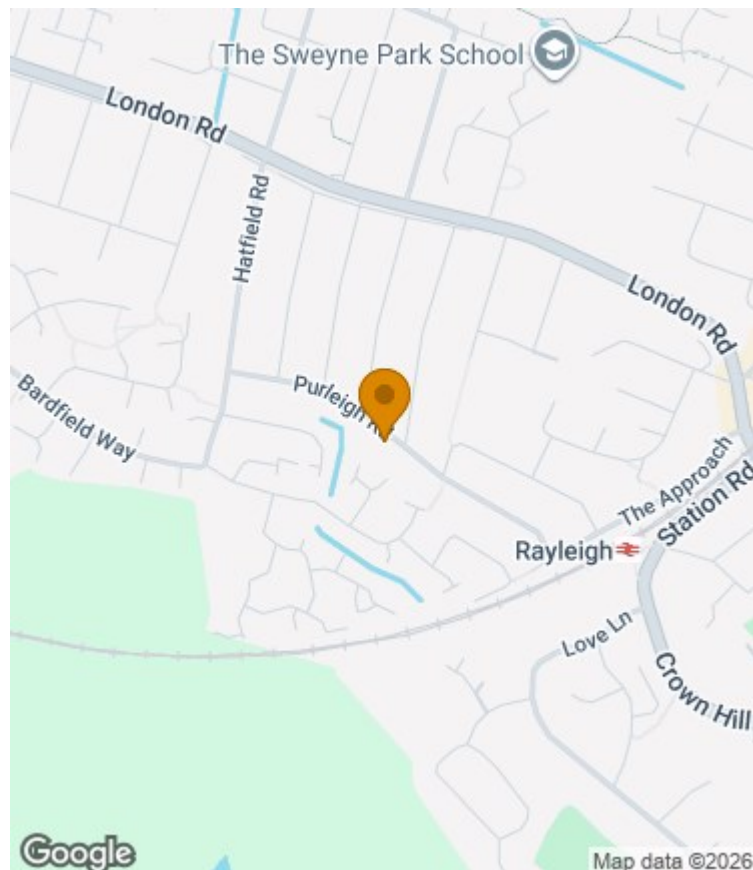 The Sweyne Park School
London Rd
Hatfield Rd
London Rd
Purleigh
Bardfield Way
The Approach
Station Rd
Rayleigh
Love Ln
Crown Hill
Google
Map data ©2026